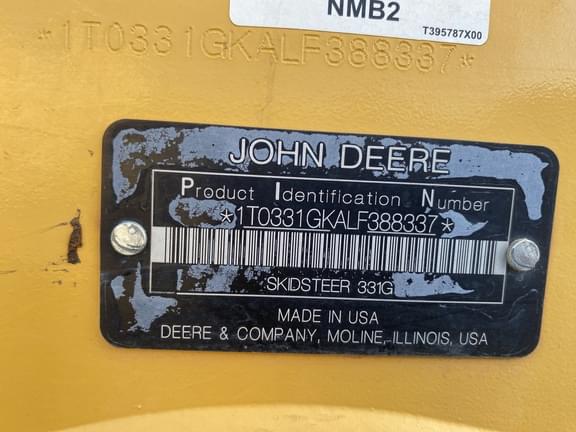 NMB2
T395787X00
*1T0331GKALF388337*
JOHN DEERE
Product Identification Number
*1T0331GKALF388337*
SKIDSTEER 331G
MADE IN USA
DEERE & COMPANY, MOLINE, ILLINOIS, USA